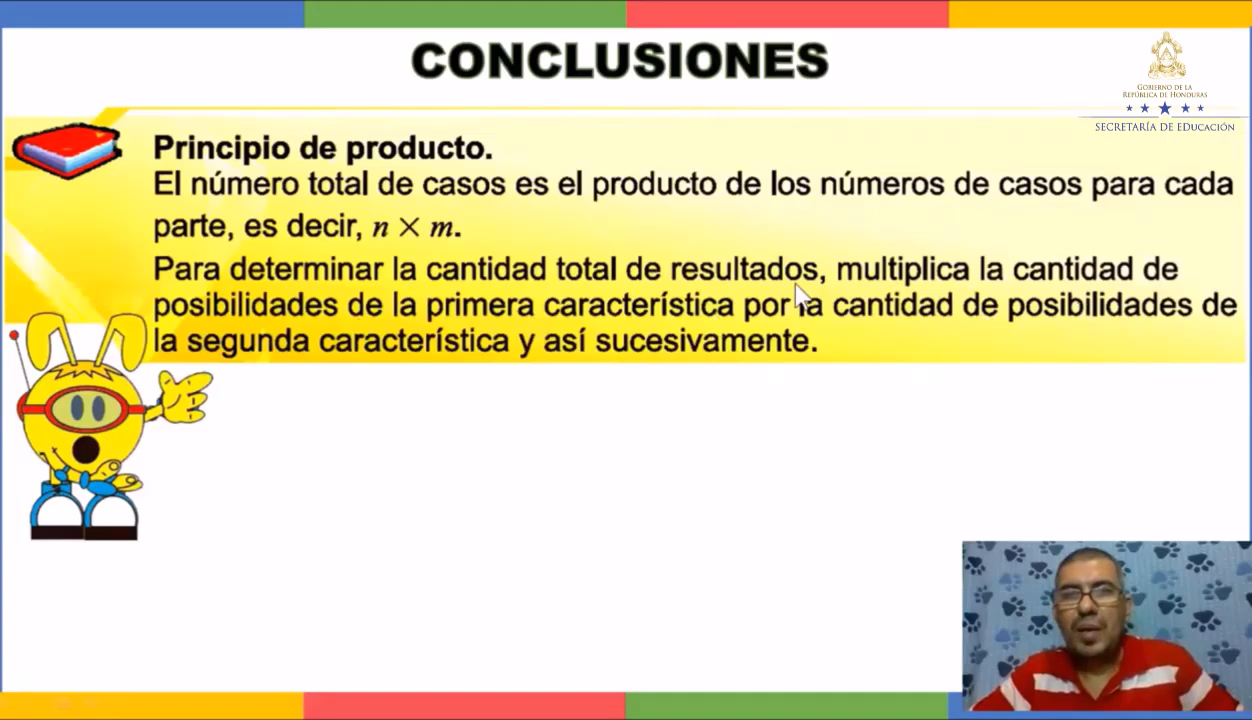 CONCLUSIONES
GOBIERNO DE LA
REPÚBLICA DE HONDURAS
SECRETARÍA DE EDUCACIÓN
Principio de producto.
El número total de casos es el producto de los números de casos para cada
parte, es decir, n × m.
Para determinar la cantidad total de resultados, multiplica la cantidad de
posibilidades de la primera característica por la cantidad de posibilidades de
la segunda característica y así sucesivamente.